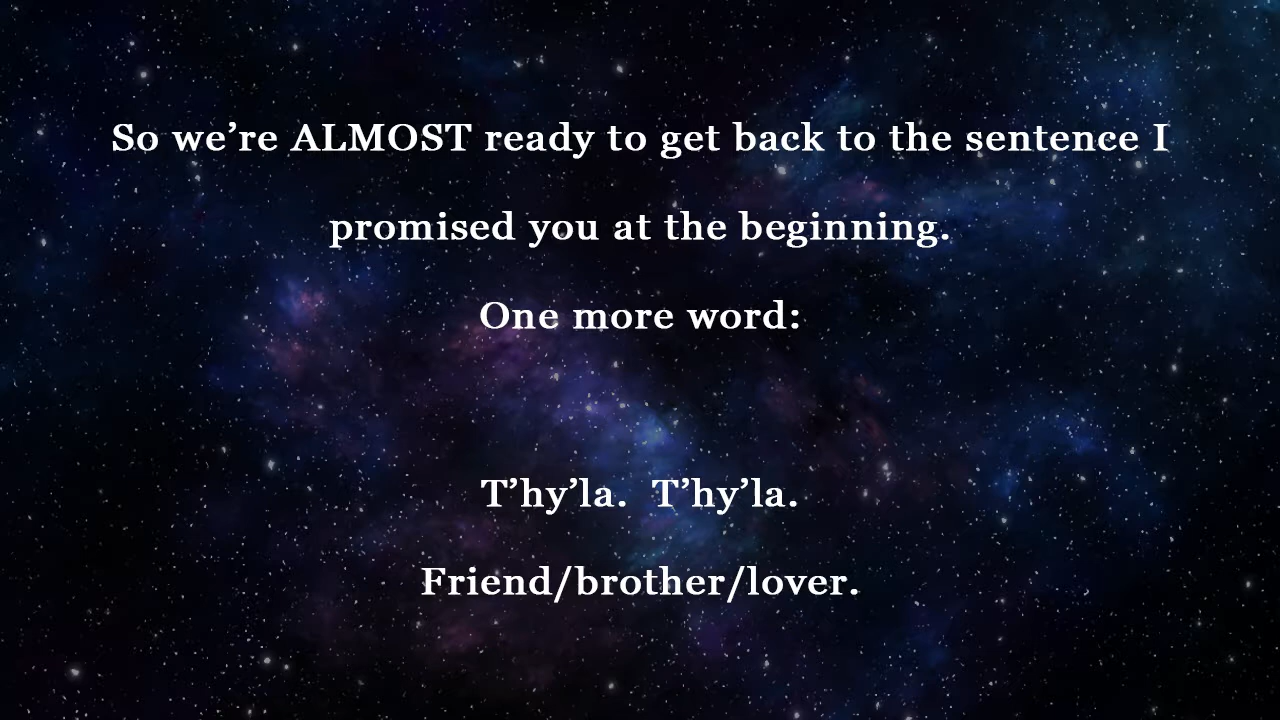 So we’re ALMOST ready to get back to the sentence I
promised you at the beginning.
One more word:
T’hy’la.  T’hy’la.
Friend/brother/lover.